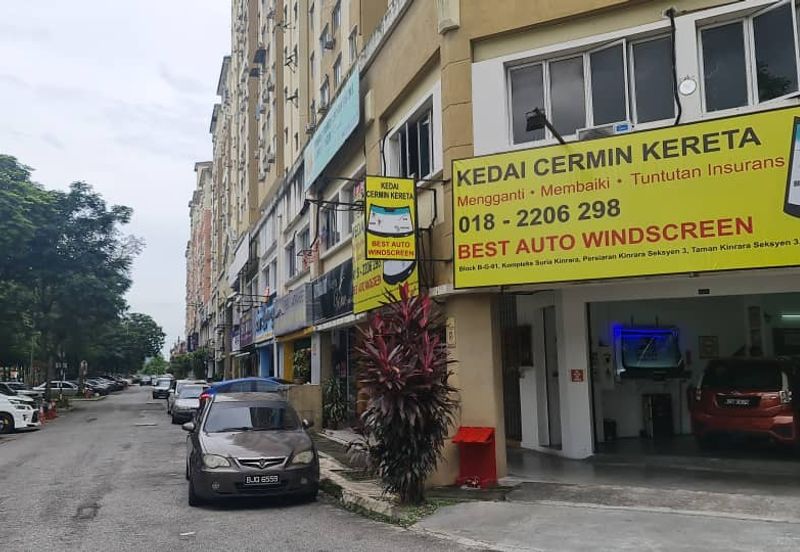 KEDAI CERMIN KERETA
Mengganti • Membaiki • Tuntutan Insurans
018 - 2206 298
BEST AUTO WINDSCREEN
Block B-G-01, Kompleks Suria Kinrara, Persiaran Kinrara Seksyen 3, Taman Kinrara Seksyen 3
KEDAI
CERMIN KERETA
BEST AUTO
WINDSCREEN
BJQ 6559